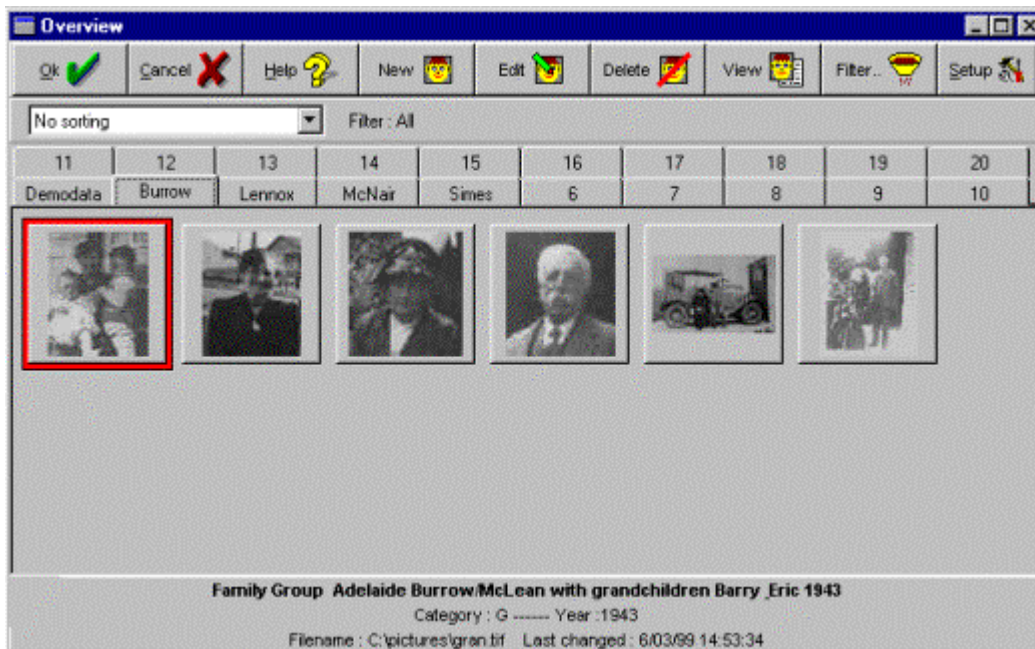 Overview
Ok Cancel Help New Edit Delete View Filter.. Setup
No sorting Filter : All
11 12 13 14 15 16 17 18 19 20
Demodata Burrow Lennox McNair Simes 6 7 8 9 10
Family Group Adelaide Burrow/McLean with grandchildren Barry ,Eric 1943
Category : G ------ Year :1943
Filename : C:\pictures\gran.tif Last changed : 6/03/99 14:53:34